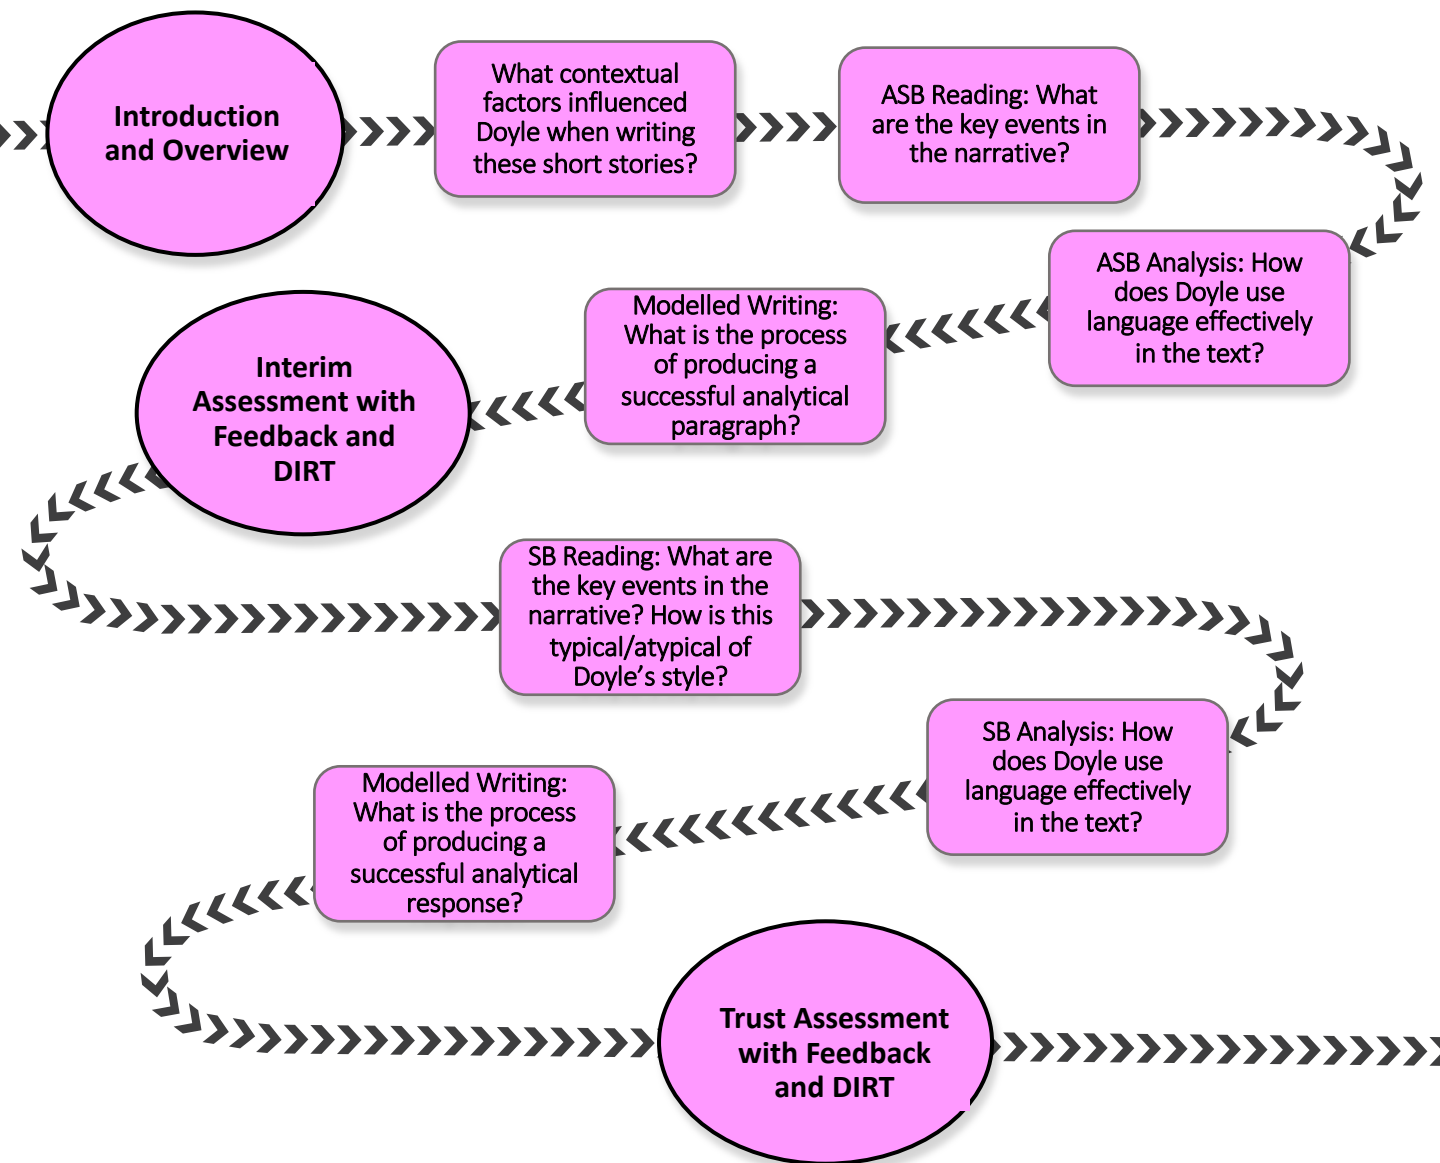 Introduction
and Overview
What contextual
factors influenced
Doyle when writing
these short stories?
ASB Reading: What
are the key events in
the narrative?
ASB Analysis: How
does Doyle use
language effectively
in the text?
Modelled Writing:
What is the process
of producing a
successful analytical
paragraph?
Interim
Assessment with
Feedback and
DIRT
SB Reading: What are
the key events in the
narrative? How is this
typical/atypical of
Doyle’s style?
SB Analysis: How
does Doyle use
language effectively
in the text?
Modelled Writing:
What is the process
of producing a
successful analytical
response?
Trust Assessment
with Feedback
and DIRT